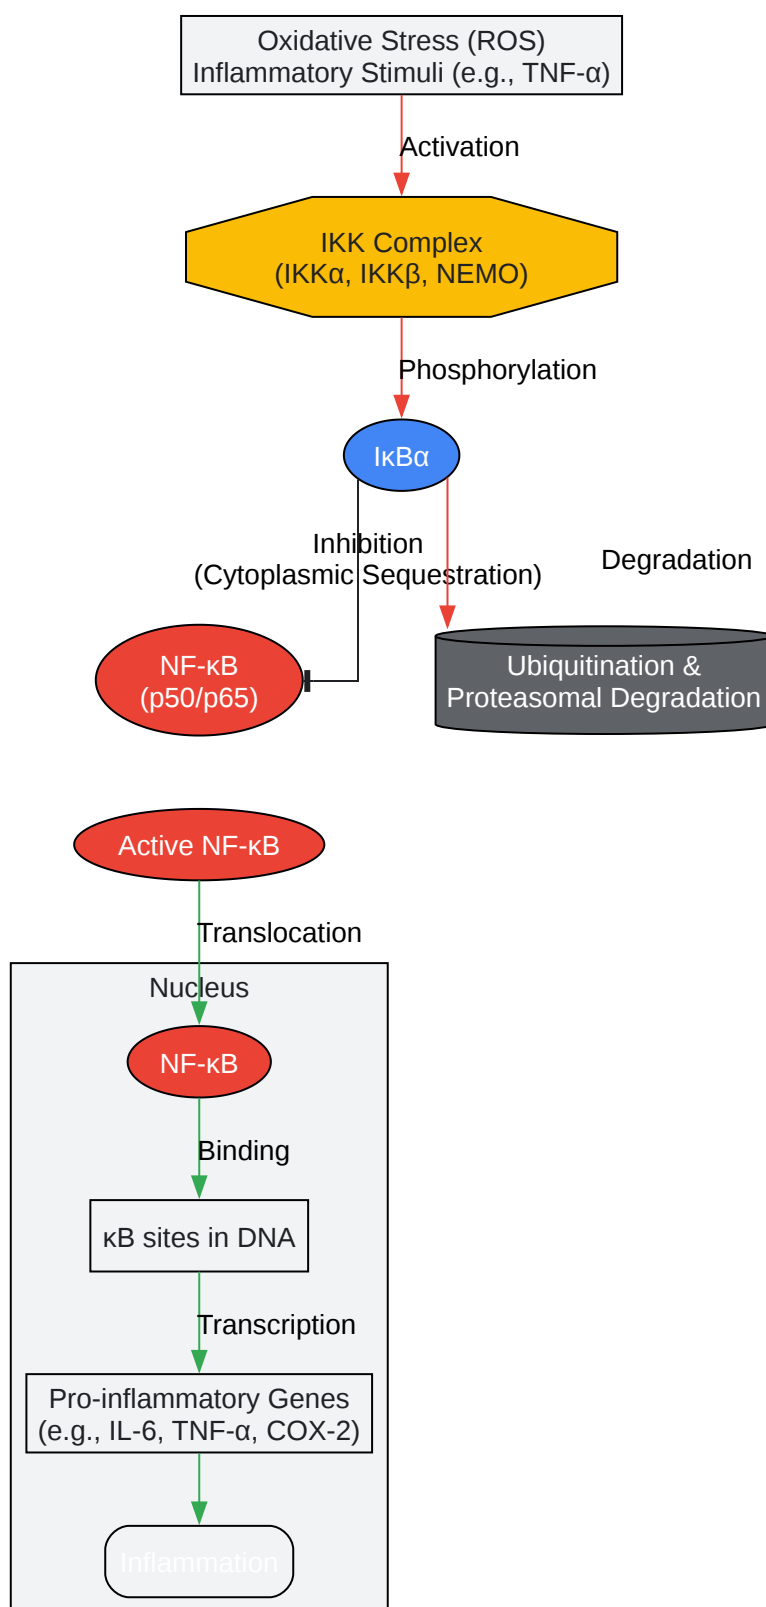 Oxidative Stress (ROS)
Inflammatory Stimuli (e.g., TNF-α)
Activation
IKK Complex
(IKKα, IKKβ, NEMO)
Phosphorylation
IκBα
Inhibition
(Cytoplasmic Sequestration)
Degradation
NF-κB
(p50/p65)
Ubiquitination &
Proteasomal Degradation
Active NF-κB
Translocation
Nucleus
NF-κB
Binding
κB sites in DNA
Transcription
Pro-inflammatory Genes
(e.g., IL-6, TNF-α, COX-2)
Inflammation